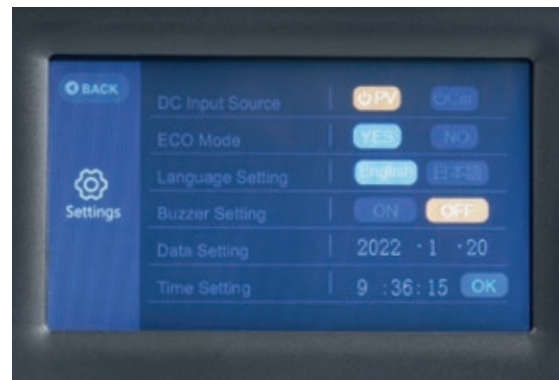 BACK
Settings
DC Input Source PV Car
ECO Mode YES NO
Language Setting English 日本語
Buzzer Setting ON OFF
Data Setting 2022 - 1 - 20
Time Setting 9 : 36 : 15 OK